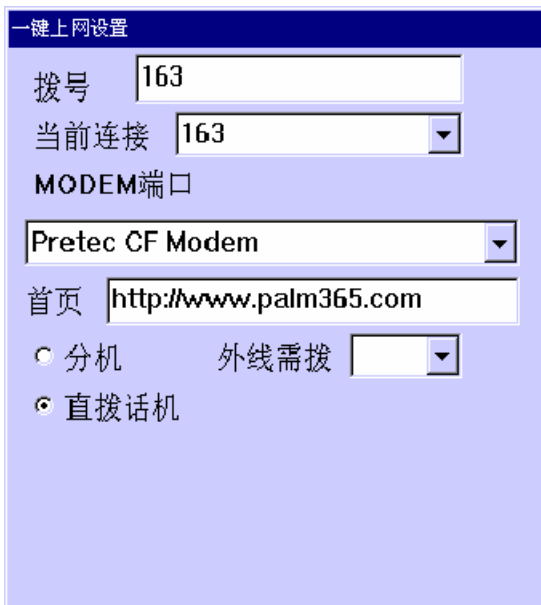 一键上网设置
拨号 163
当前连接 163
MODEM端口
Pretec CF Modem
首页 http://www.palm365.com
分机 外线需拨
直拨话机